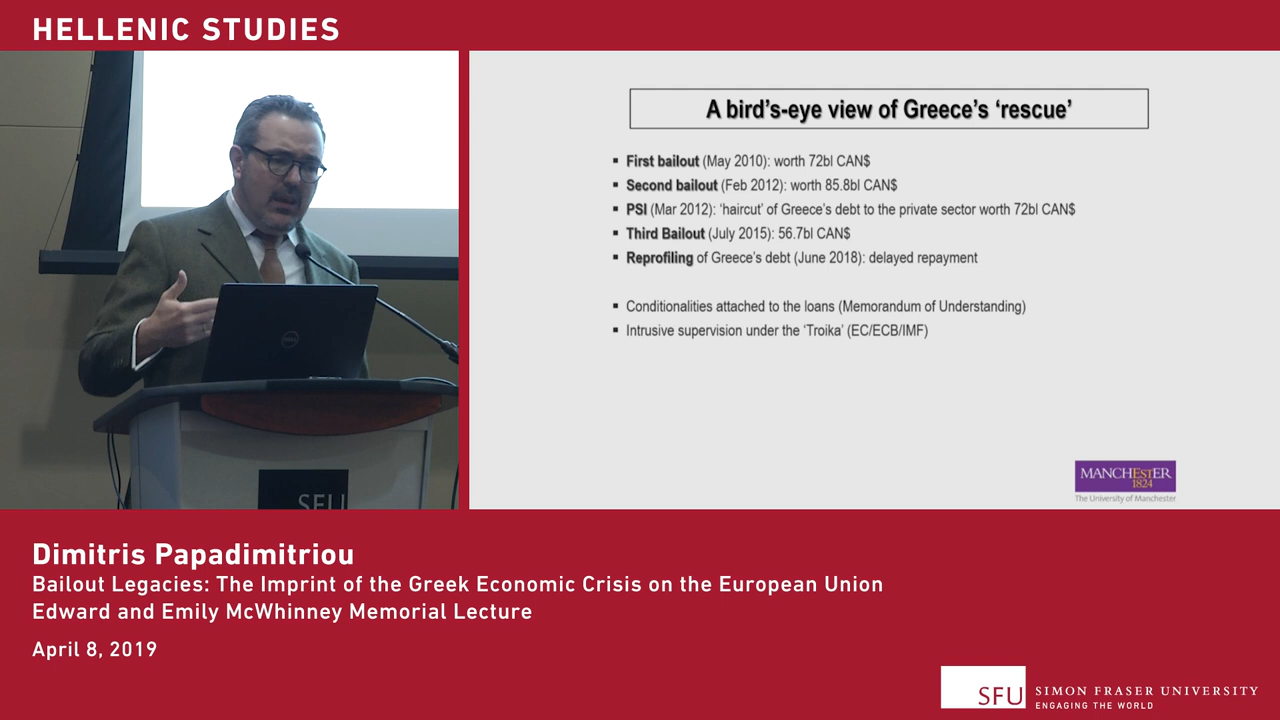 HELLENIC STUDIES
A bird's-eye view of Greece's 'rescue'
▪ First bailout (May 2010): worth 72bl CAN$
▪ Second bailout (Feb 2012): worth 85.8bl CAN$
▪ PSI (Mar 2012): 'haircut' of Greece's debt to the private sector worth 72bl CAN$
▪ Third Bailout (July 2015): 56.7bl CAN$
▪ Reprofiling of Greece's debt (June 2018): delayed repayment
▪ Conditionalities attached to the loans (Memorandum of Understanding)
▪ Intrusive supervision under the 'Troika' (EC/ECB/IMF)
MANCHESTER
1824
The University of Manchester
SFU
Dimitris Papadimitriou
Bailout Legacies: The Imprint of the Greek Economic Crisis on the European Union
Edward and Emily McWhinney Memorial Lecture
April 8, 2019
SFU SIMON FRASER UNIVERSITY
ENGAGING THE WORLD